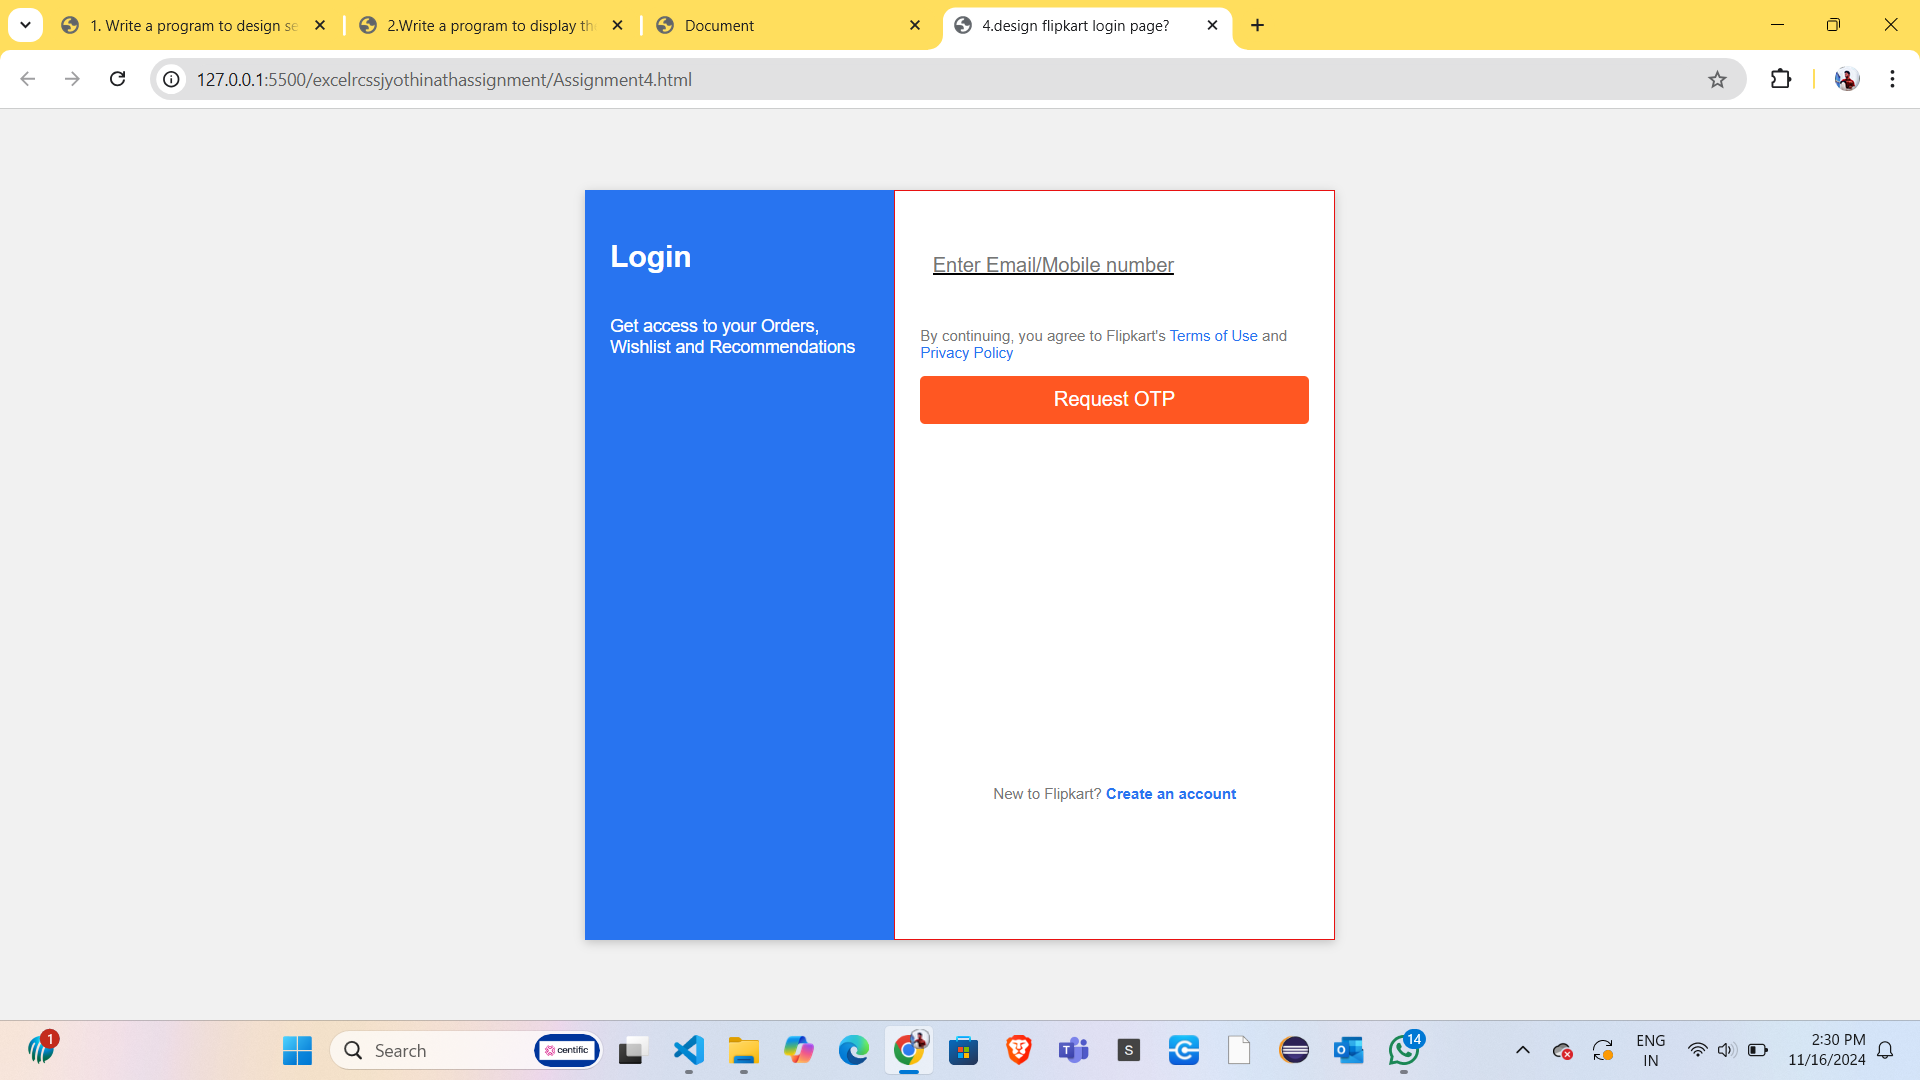 1. Write a program to design se
2.Write a program to display the
Document
4.design flipkart login page?
127.0.0.1:5500/excelrcssjyothinathassignment/Assignment4.html
Login
Get access to your Orders,
Wishlist and Recommendations
Enter Email/Mobile number
By continuing, you agree to Flipkart's Terms of Use and
Privacy Policy
Request OTP
New to Flipkart? Create an account
1
Search
centific
T
S
O
14
ENG
IN
2:30 PM
11/16/2024